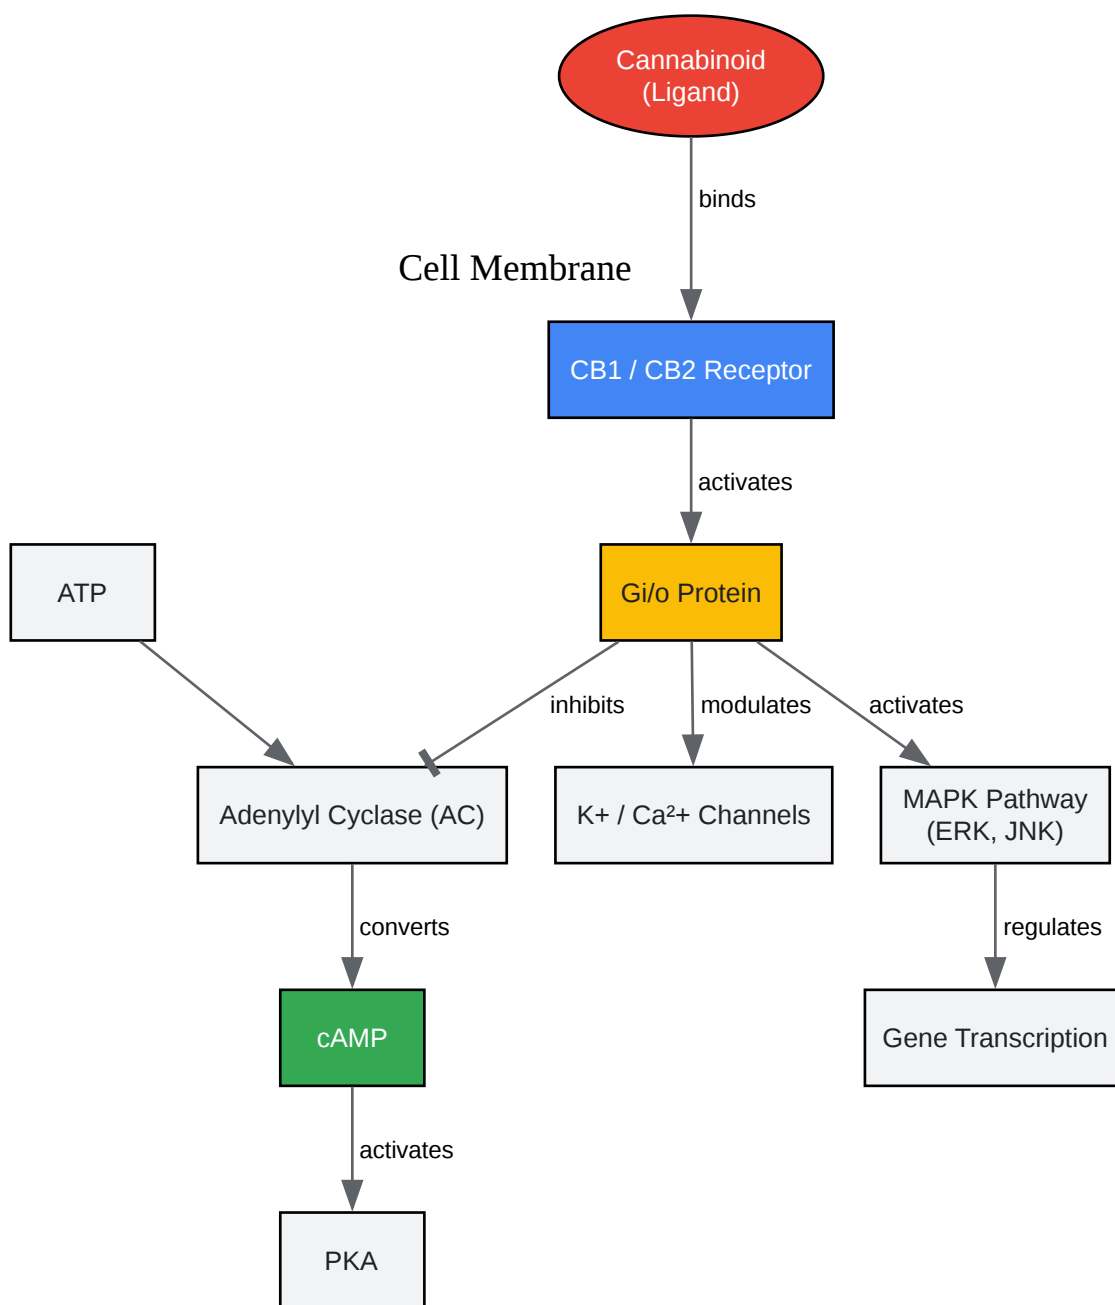 Cannabinoid
(Ligand)
binds
Cell Membrane
CB1 / CB2 Receptor
activates
ATP
Gi/o Protein
inhibits
modulates
activates
Adenylyl Cyclase (AC)
K+ / Ca²+ Channels
MAPK Pathway
(ERK, JNK)
converts
regulates
cAMP
Gene Transcription
activates
PKA